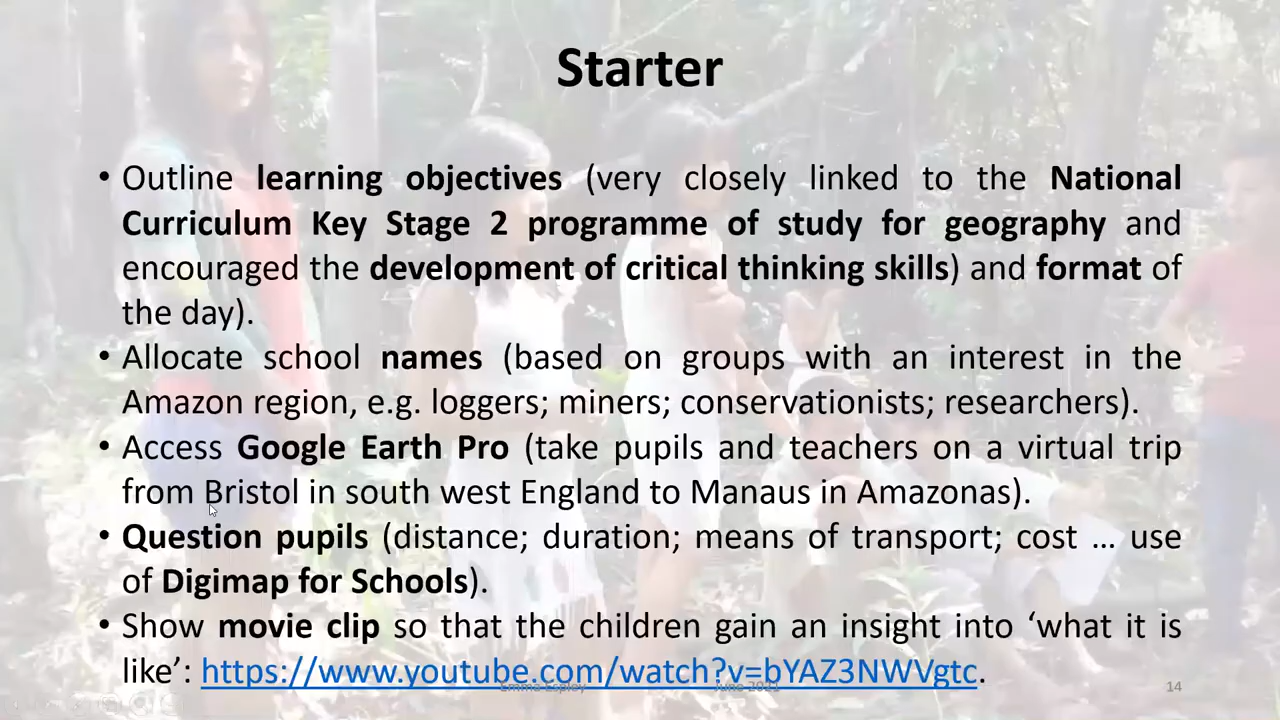 Starter
• Outline learning objectives (very closely linked to the National
Curriculum Key Stage 2 programme of study for geography and
encouraged the development of critical thinking skills) and format of
the day).
• Allocate school names (based on groups with an interest in the
Amazon region, e.g. loggers; miners; conservationists; researchers).
• Access Google Earth Pro (take pupils and teachers on a virtual trip
from Bristol in south west England to Manaus in Amazonas).
• Question pupils (distance; duration; means of transport; cost … use
of Digimap for Schools).
• Show movie clip so that the children gain an insight into ‘what it is
like’: https://www.youtube.com/watch?v=bYAZ3NWVgtc.
Emma Espley June 2021 14